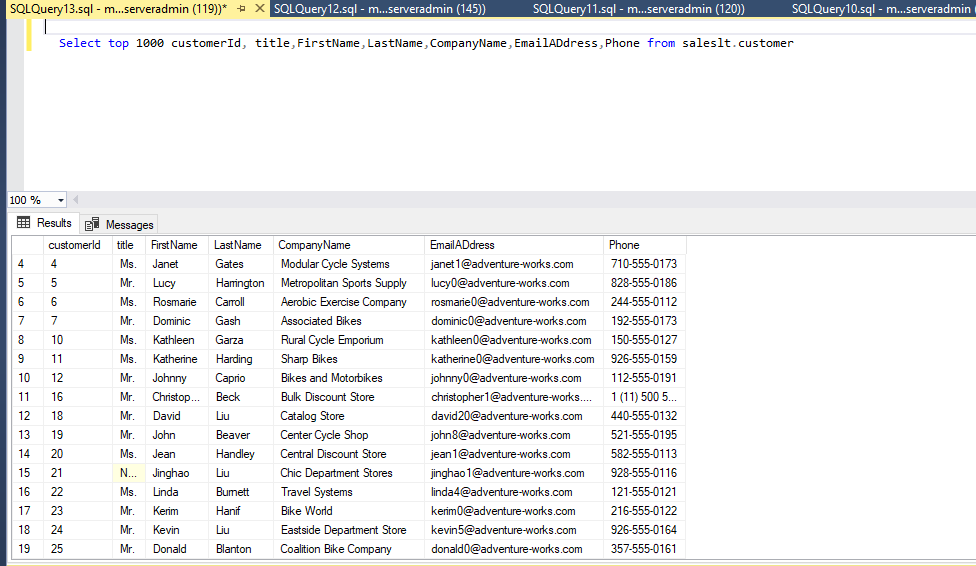 SQLQuery13.sql - m...serveradmin (119))* SQLQuery12.sql - m...serveradmin (145)) SQLQuery11.sql - m...serveradmin (120)) SQLQuery10.sql - m...serveradmin (
Select top 1000 customerId, title,FirstName,LastName,CompanyName,EmailADdress,Phone from saleslt.customer
100 %
Results Messages
customerId title FirstName LastName CompanyName EmailADdress Phone
4 4 Ms. Janet Gates Modular Cycle Systems janet1@adventure-works.com 710-555-0173
5 5 Mr. Lucy Harrington Metropolitan Sports Supply lucy0@adventure-works.com 828-555-0186
6 6 Ms. Rosmarie Carroll Aerobic Exercise Company rosmarie0@adventure-works.com 244-555-0112
7 7 Mr. Dominic Gash Associated Bikes dominic0@adventure-works.com 192-555-0173
8 10 Ms. Kathleen Garza Rural Cycle Emporium kathleen0@adventure-works.com 150-555-0127
9 11 Ms. Katherine Harding Sharp Bikes katherine0@adventure-works.com 926-555-0159
10 12 Mr. Johnny Caprio Bikes and Motorbikes johnny0@adventure-works.com 112-555-0191
11 16 Mr. Christop... Beck Bulk Discount Store christopher1@adventure-works.... 1 (11) 500 5...
12 18 Mr. David Liu Catalog Store david20@adventure-works.com 440-555-0132
13 19 Mr. John Beaver Center Cycle Shop john8@adventure-works.com 521-555-0195
14 20 Ms. Jean Handley Central Discount Store jean1@adventure-works.com 582-555-0113
15 21 N... Jinghao Liu Chic Department Stores jinghao1@adventure-works.com 928-555-0116
16 22 Ms. Linda Burnett Travel Systems linda4@adventure-works.com 121-555-0121
17 23 Mr. Kerim Hanif Bike World kerim0@adventure-works.com 216-555-0122
18 24 Mr. Kevin Liu Eastside Department Store kevin5@adventure-works.com 926-555-0164
19 25 Mr. Donald Blanton Coalition Bike Company donald0@adventure-works.com 357-555-0161